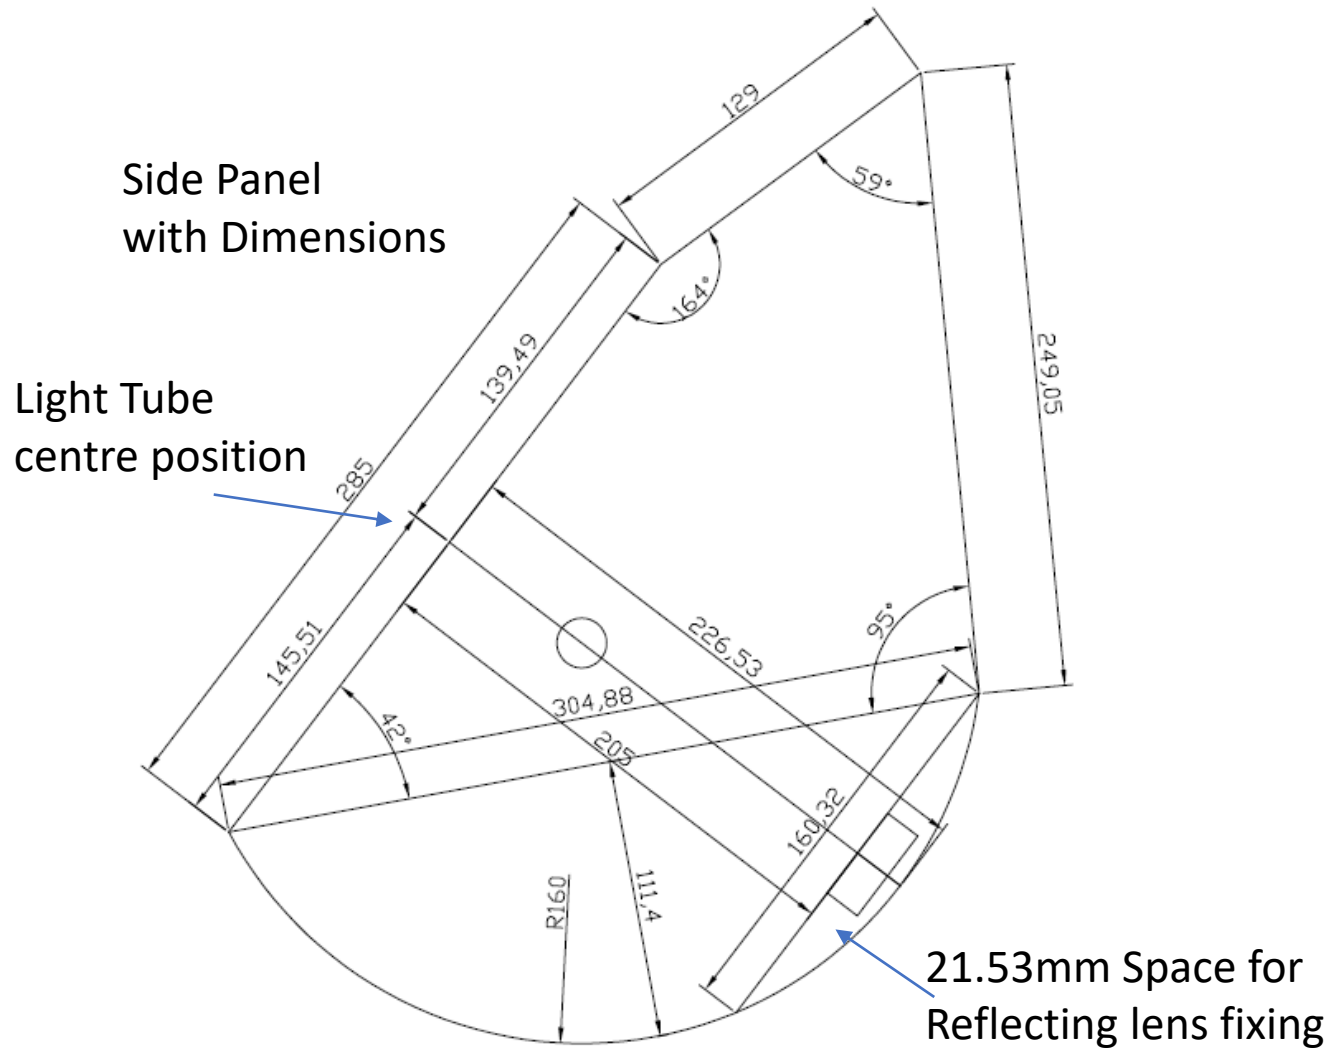 129
Side Panel
with Dimensions
59°
164°
139,49
249,05
Light Tube
centre position
285
145,51
95°
226,53
304,88
42°
205
160,32
R160
111,4
21.53mm Space for
Reflecting lens fixing